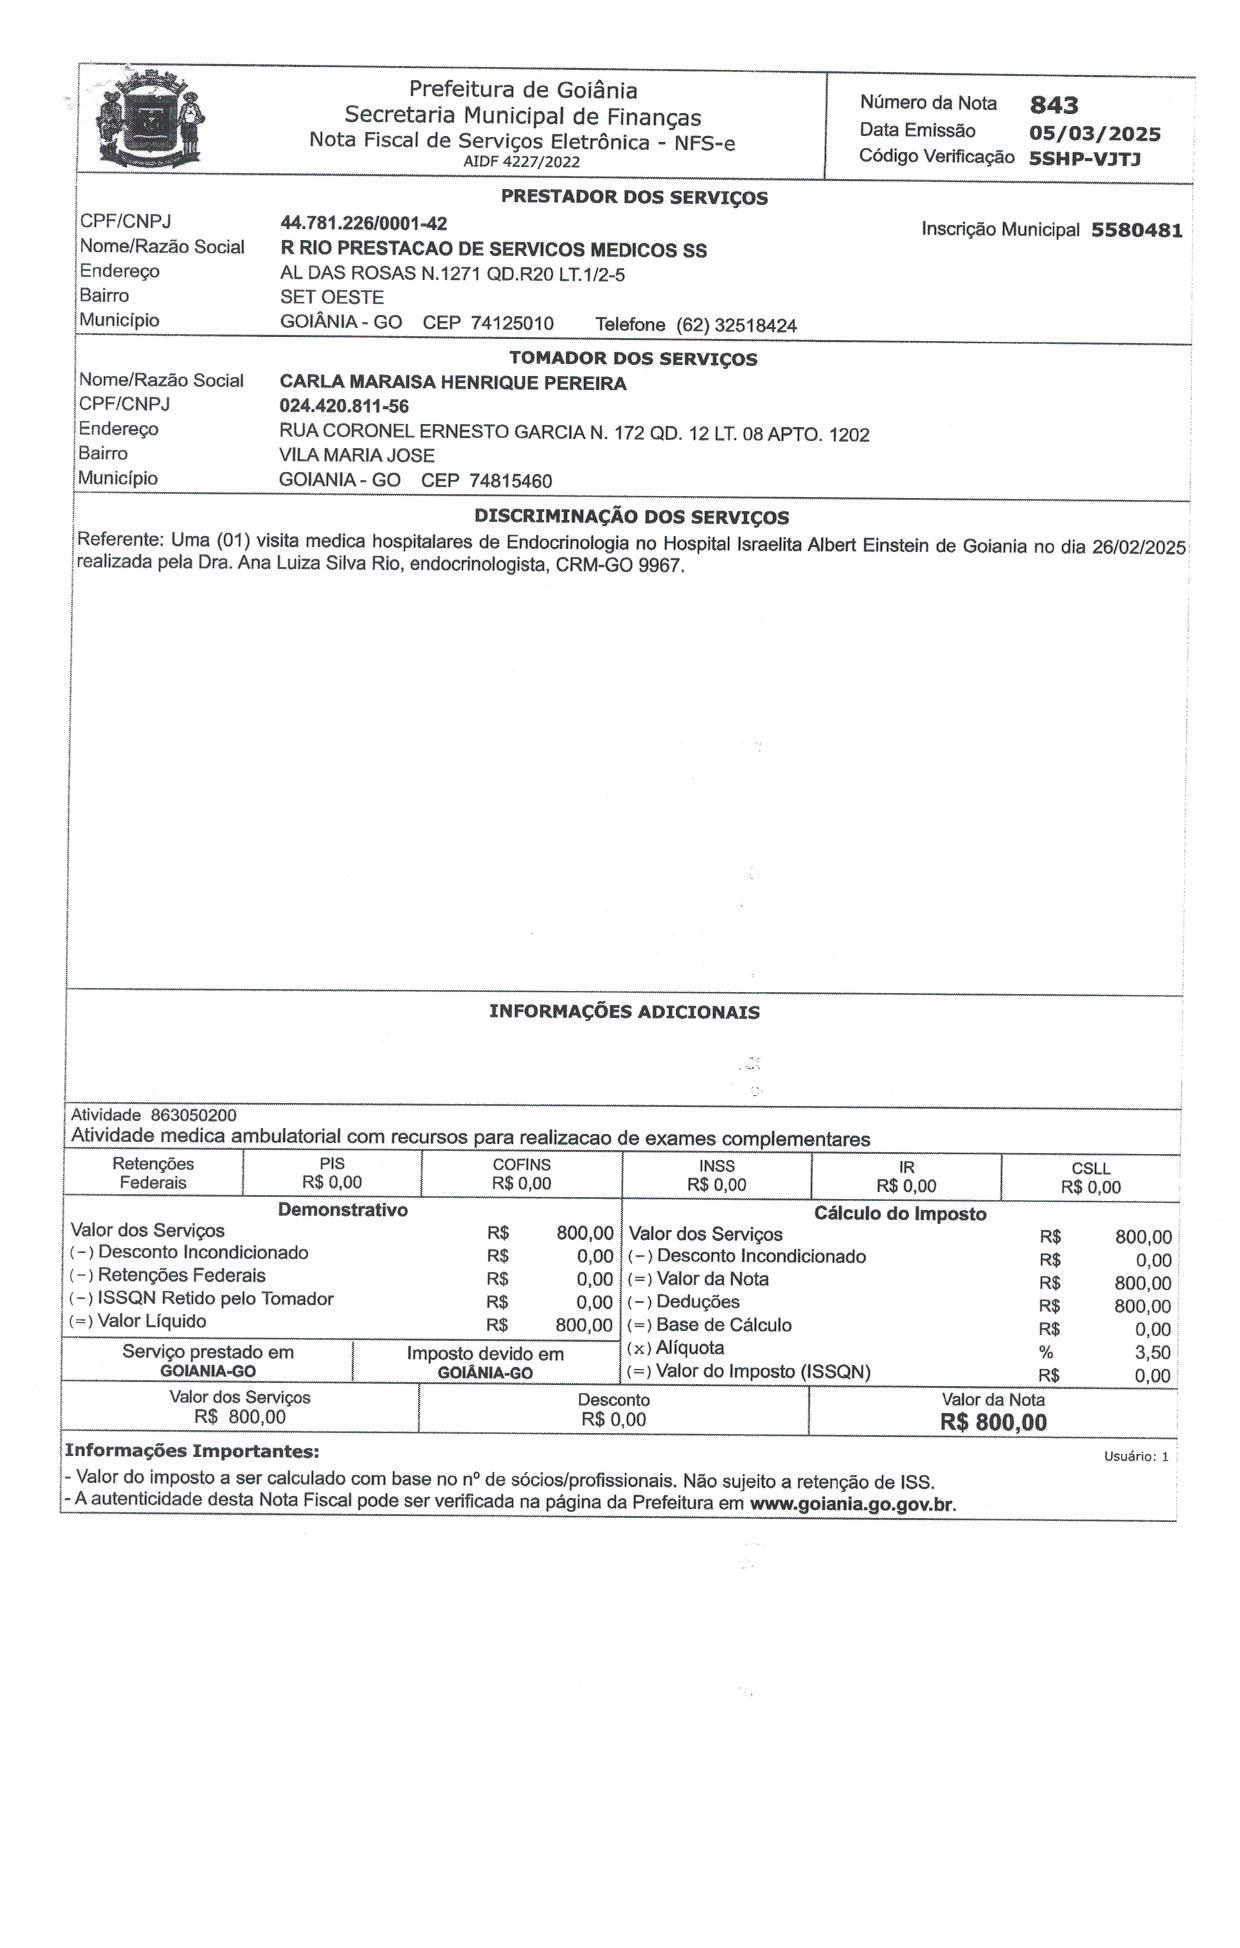 Prefeitura de Goiânia
Secretaria Municipal de Finanças
Nota Fiscal de Serviços Eletrônica - NFS-e
AIDF 4227/2022
Número da Nota 843
Data Emissão 05/03/2025
Código Verificação 5SHP-VJTJ
PRESTADOR DOS SERVIÇOS
CPF/CNPJ 44.781.226/0001-42 Inscrição Municipal 5580481
Nome/Razão Social R RIO PRESTACAO DE SERVICOS MEDICOS SS
Endereço AL DAS ROSAS N.1271 QD.R20 LT.1/2-5
Bairro SET OESTE
Município GOIÂNIA - GO CEP 74125010 Telefone (62) 32518424
TOMADOR DOS SERVIÇOS
Nome/Razão Social CARLA MARAISA HENRIQUE PEREIRA
CPF/CNPJ 024.420.811-56
Endereço RUA CORONEL ERNESTO GARCIA N. 172 QD. 12 LT. 08 APTO. 1202
Bairro VILA MARIA JOSE
Município GOIANIA - GO CEP 74815460
DISCRIMINAÇÃO DOS SERVIÇOS
Referente: Uma (01) visita medica hospitalares de Endocrinologia no Hospital Israelita Albert Einstein de Goiania no dia 26/02/2025
realizada pela Dra. Ana Luiza Silva Rio, endocrinologista, CRM-GO 9967.
INFORMAÇÕES ADICIONAIS
Atividade 863050200
Atividade medica ambulatorial com recursos para realizacao de exames complementares
Retenções PIS COFINS INSS IR CSLL
Federais R$ 0,00 R$ 0,00 R$ 0,00 R$ 0,00 R$ 0,00
Demonstrativo
Valor dos Serviços R$ 800,00
(-) Desconto Incondicionado R$ 0,00
(-) Retenções Federais R$ 0,00
(-) ISSQN Retido pelo Tomador R$ 0,00
(=) Valor Líquido R$ 800,00
Cálculo do Imposto
Valor dos Serviços R$ 800,00
(-) Desconto Incondicionado R$ 0,00
(=) Valor da Nota R$ 800,00
(-) Deduções R$ 800,00
(=) Base de Cálculo R$ 0,00
(x) Alíquota % 3,50
(=) Valor do Imposto (ISSQN) R$ 0,00
Serviço prestado em Imposto devido em
GOIANIA-GO GOIÂNIA-GO
Valor dos Serviços Desconto Valor da Nota
R$ 800,00 R$ 0,00 R$ 800,00
Informações Importantes: Usuário: 1
- Valor do imposto a ser calculado com base no nº de sócios/profissionais. Não sujeito a retenção de ISS.
- A autenticidade desta Nota Fiscal pode ser verificada na página da Prefeitura em www.goiania.go.gov.br.